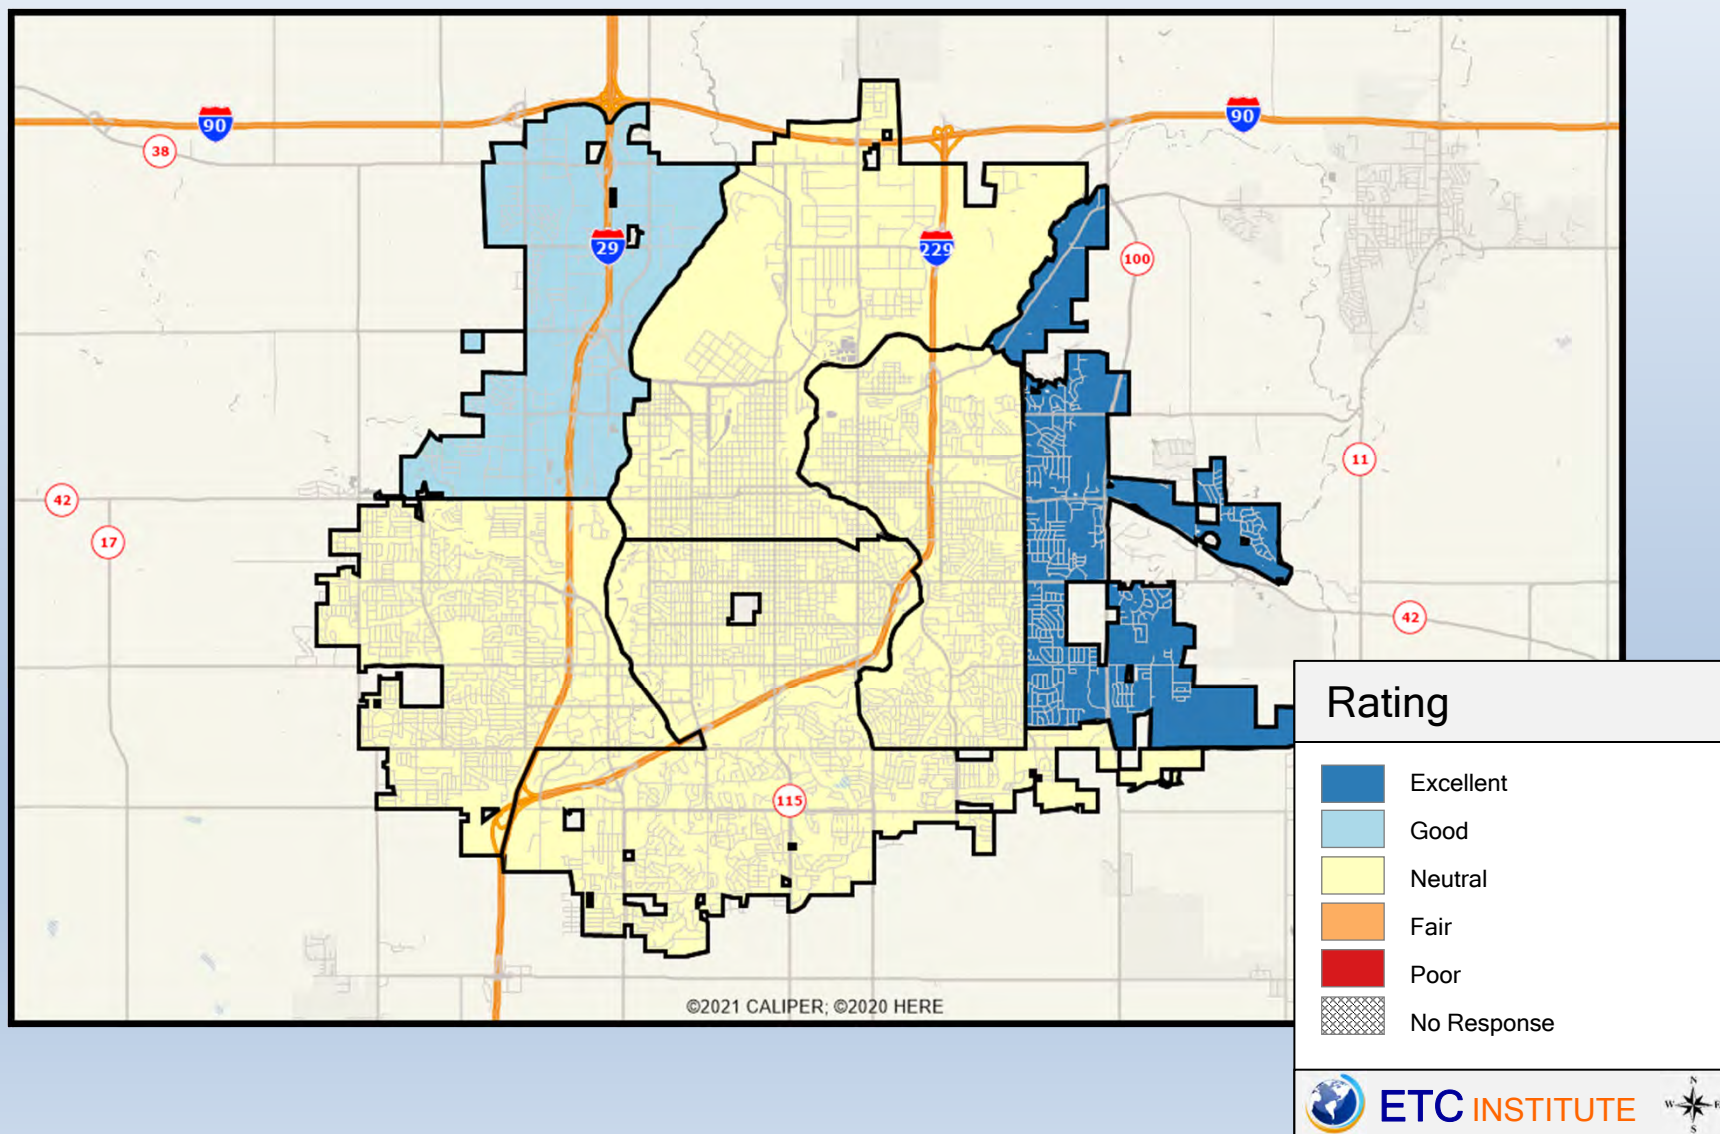 90
90
38
29
229
100
11
42
17
42
115
©2021 CALIPER; ©2020 HERE
Rating
Excellent
Good
Neutral
Fair
Poor
No Response
ETC INSTITUTE
N
W E
S